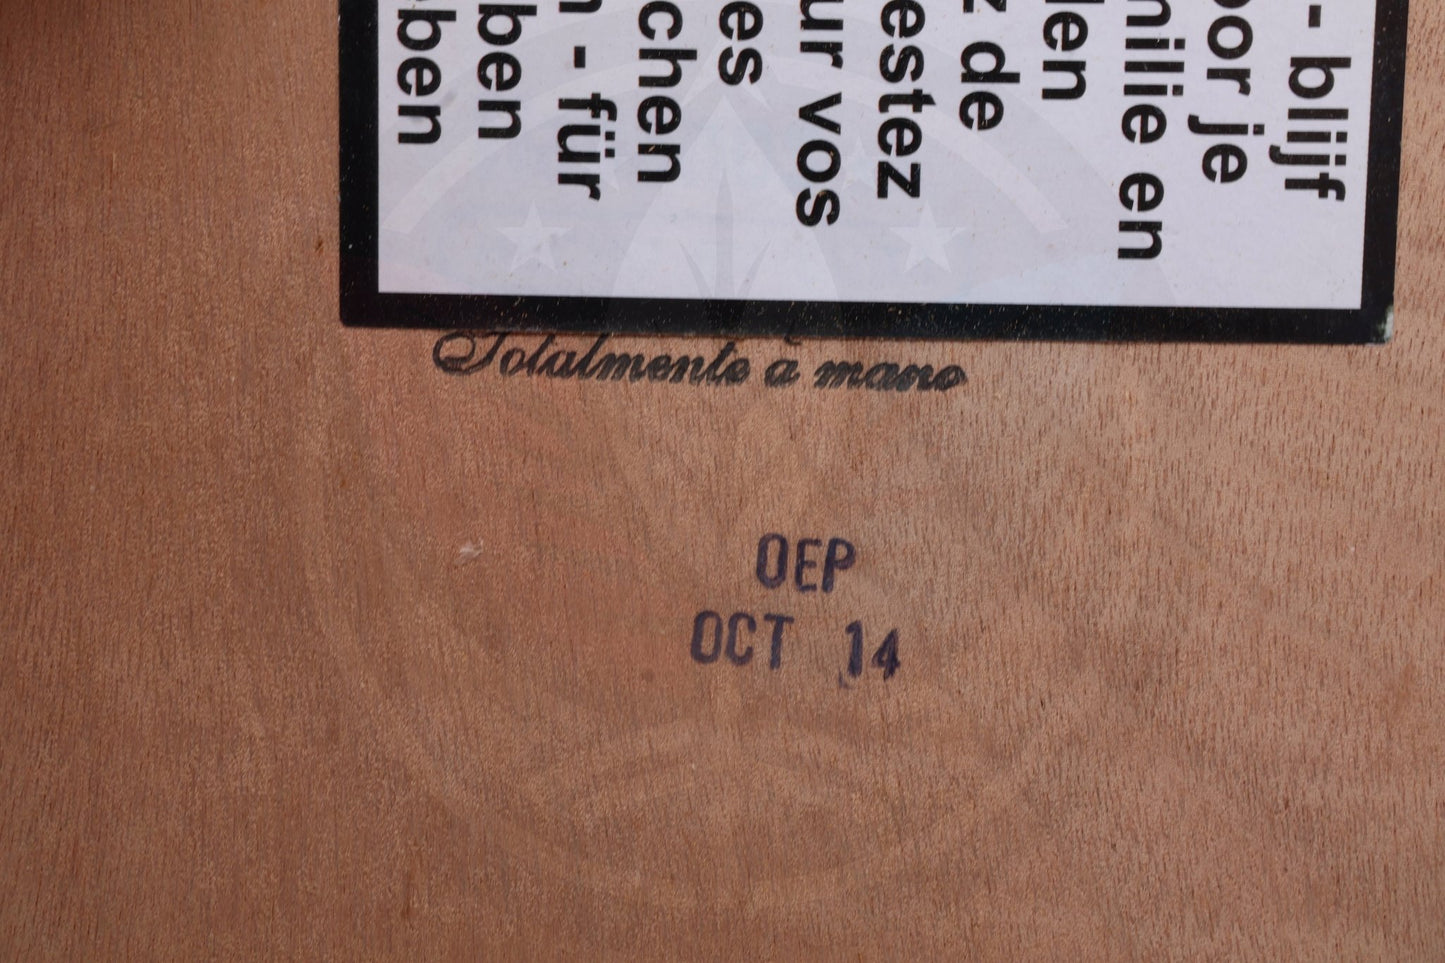 - blijf
oor je
nilie en
len
z de
estez
ur vos
es
chen
n - für
ben
ben
Totalmente a mano
OEP
OCT 14